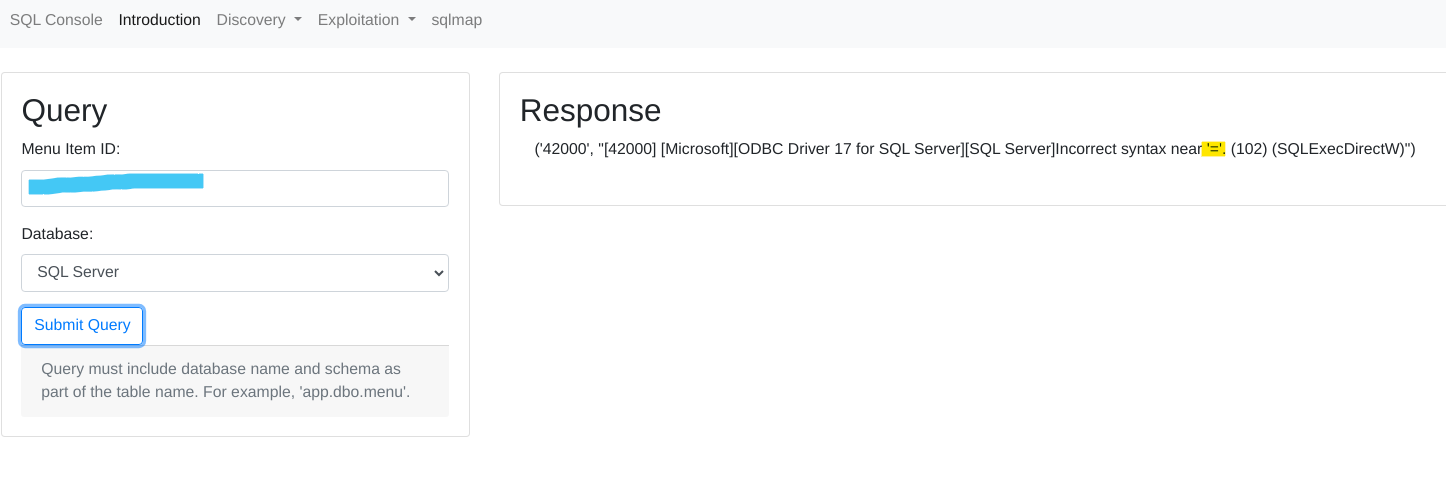 SQL Console Introduction Discovery Exploitation sqlmap
Query
Menu Item ID:
Database:
SQL Server
Submit Query
Query must include database name and schema as
part of the table name. For example, 'app.dbo.menu'.
Response
('42000', "[42000] [Microsoft][ODBC Driver 17 for SQL Server][SQL Server]Incorrect syntax near '='. (102) (SQLExecDirectW)")